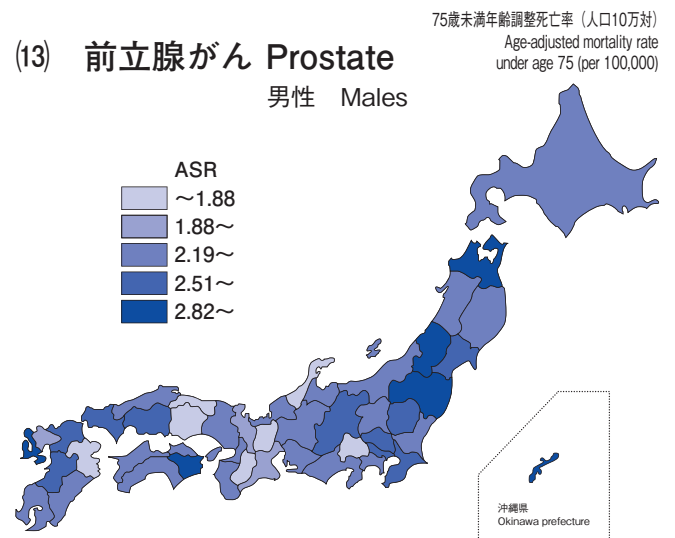 75歳未満年齢調整死亡率（人口10万対）
Age-adjusted mortality rate
under age 75 (per 100,000)
⒀ 前立腺がん Prostate
男性 Males
ASR
～1.88
1.88～
2.19～
2.51～
2.82～
沖縄県
Okinawa prefecture